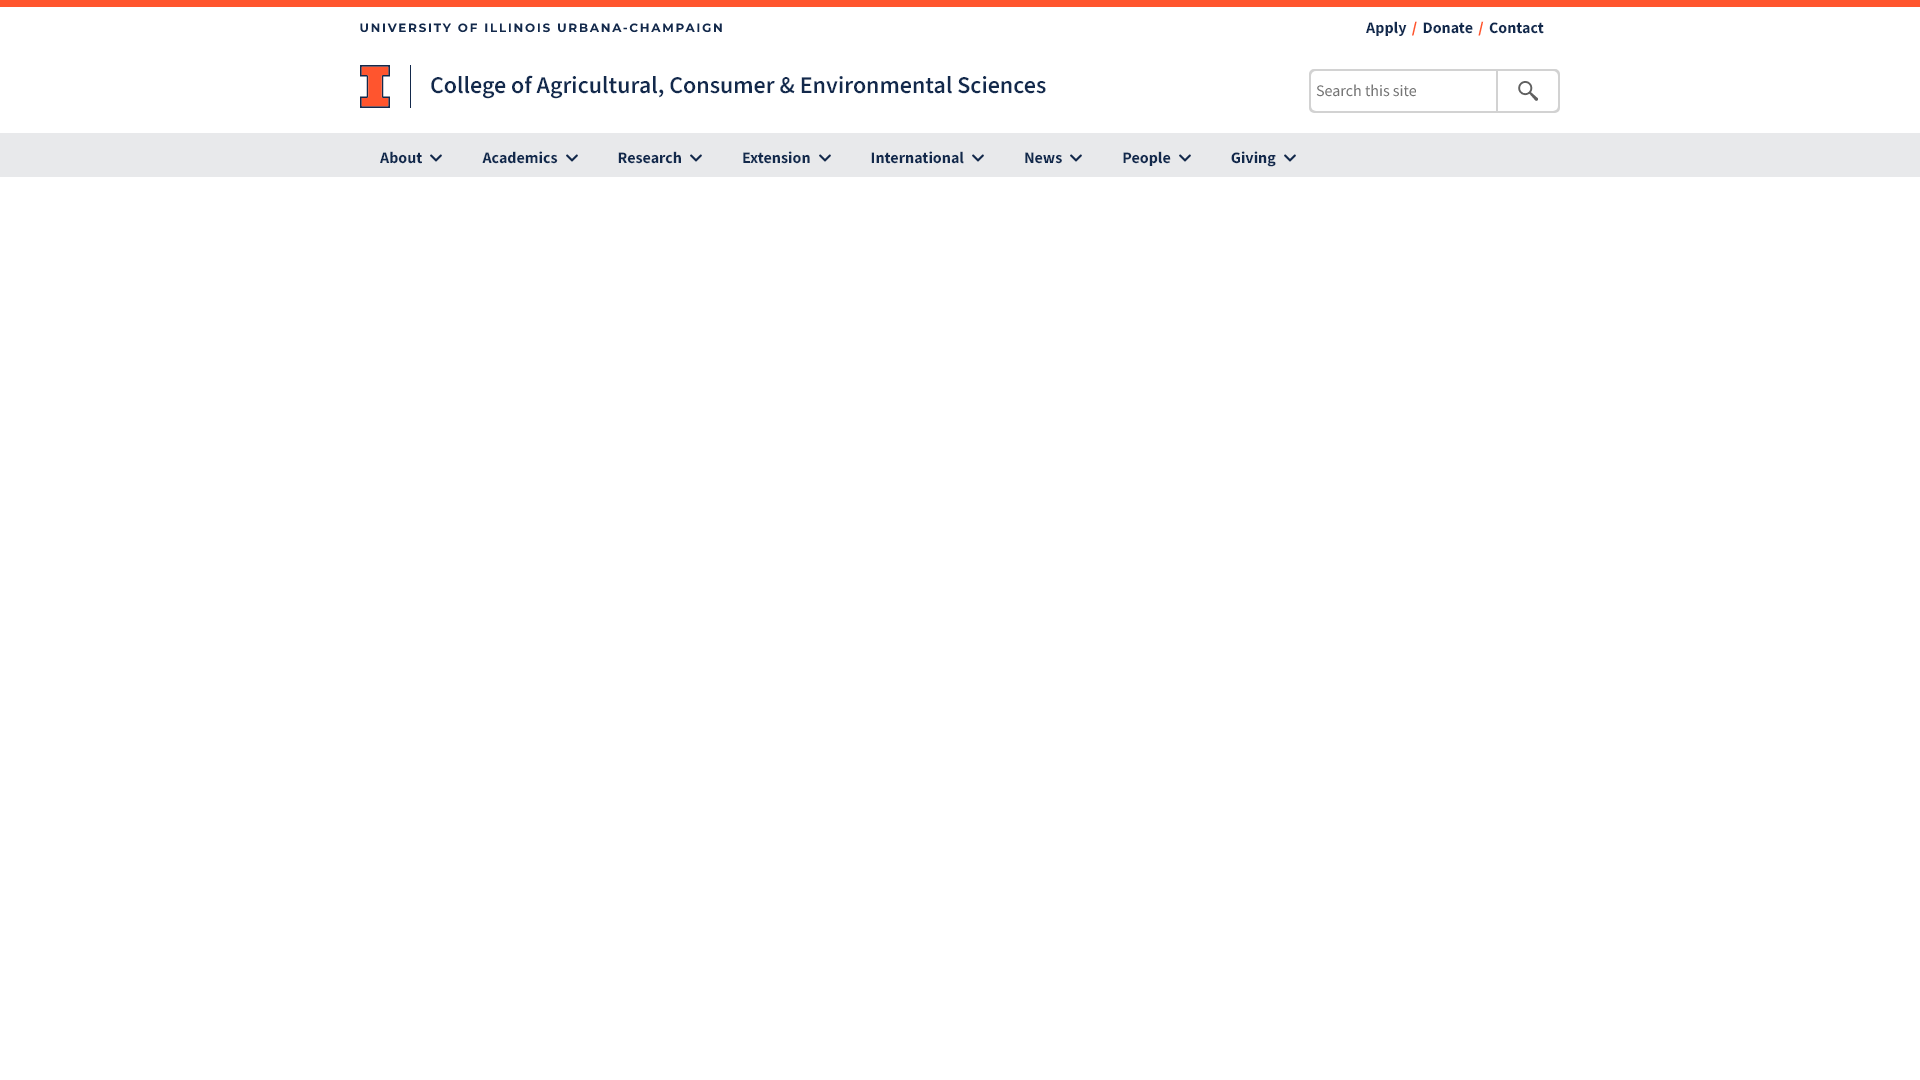 UNIVERSITY OF ILLINOIS URBANA-CHAMPAIGN
Apply / Donate / Contact
College of Agricultural, Consumer & Environmental Sciences
Search this site
About Academics Research Extension International News People Giving